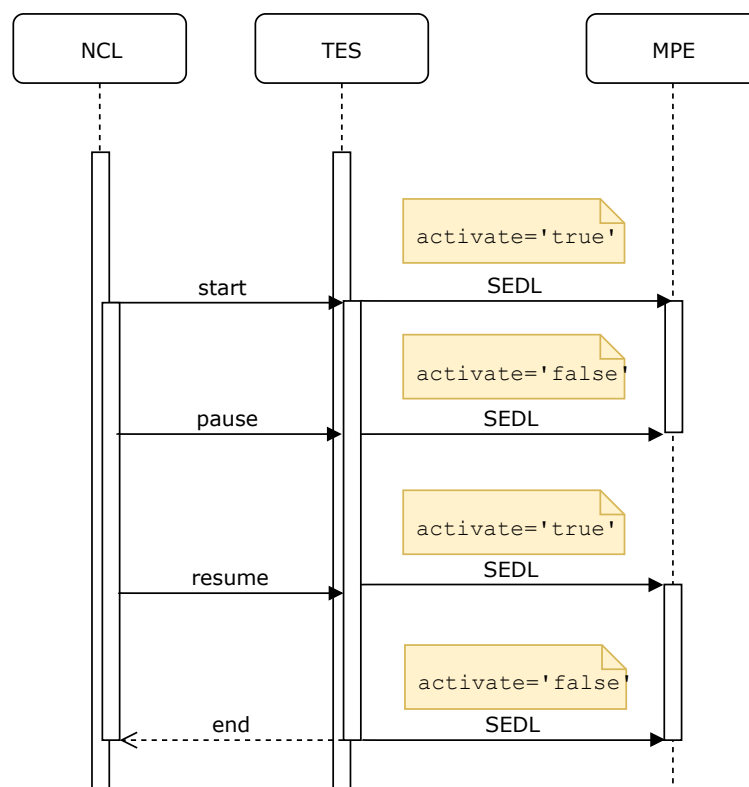 NCL
TES
MPE
activate='true'
start
SEDL
activate='false'
pause
SEDL
activate='true'
SEDL
resume
activate='false'
end
SEDL